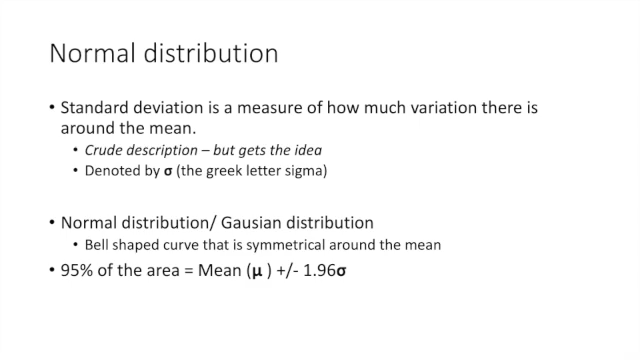 Normal distribution
• Standard deviation is a measure of how much variation there is
around the mean.
• Crude description – but gets the idea
• Denoted by σ (the greek letter sigma)
• Normal distribution/ Gausian distribution
• Bell shaped curve that is symmetrical around the mean
• 95% of the area = Mean (μ ) +/- 1.96σ